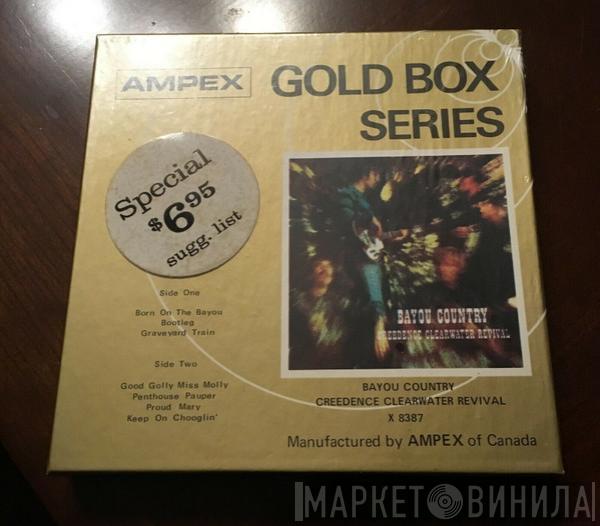 AMPEX
GOLD BOX
SERIES
Special
$6.95
sugg. list
Side One
Born On The Bayou
Bootleg
Graveyard Train
Side Two
Good Golly Miss Molly
Penthouse Pauper
Proud Mary
Keep On Chooglin'
BAYOU COUNTRY
CREEDENCE CLEARWATER REVIVAL
BAYOU COUNTRY
CREEDENCE CLEARWATER REVIVAL
X 8387
Manufactured by AMPEX of Canada
МАРКЕТ ВИНИЛА